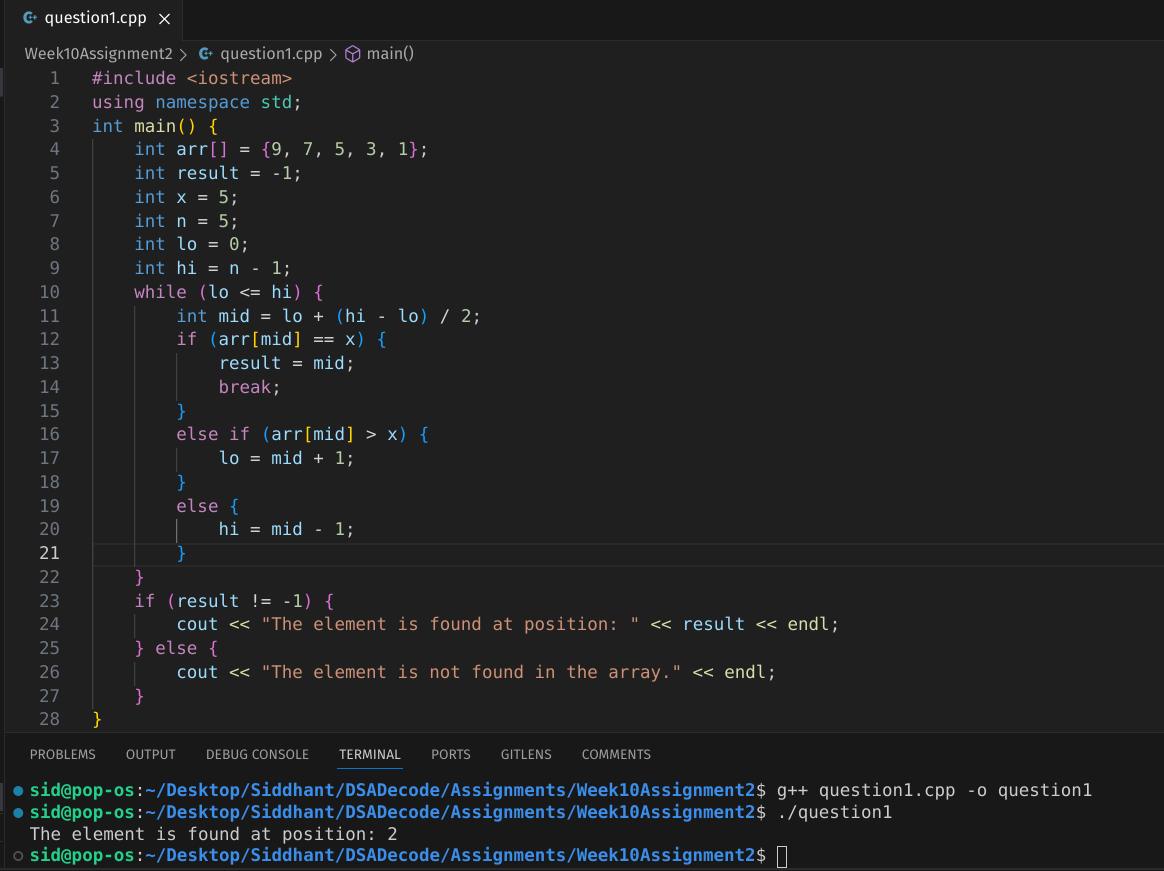 question1.cpp
Week10Assignment2 > question1.cpp > main()
1 #include <iostream>
2 using namespace std;
3 int main() {
4     int arr[] = {9, 7, 5, 3, 1};
5     int result = -1;
6     int x = 5;
7     int n = 5;
8     int lo = 0;
9     int hi = n - 1;
10     while (lo <= hi) {
11         int mid = lo + (hi - lo) / 2;
12         if (arr[mid] == x) {
13             result = mid;
14             break;
15         }
16         else if (arr[mid] > x) {
17             lo = mid + 1;
18         }
19         else {
20             hi = mid - 1;
21         }
22     }
23     if (result != -1) {
24         cout << "The element is found at position: " << result << endl;
25     } else {
26         cout << "The element is not found in the array." << endl;
27     }
28 }
PROBLEMS OUTPUT DEBUG CONSOLE TERMINAL PORTS GITLENS COMMENTS
sid@pop-os:~/Desktop/Siddhant/DSADecode/Assignments/Week10Assignment2$ g++ question1.cpp -o question1
sid@pop-os:~/Desktop/Siddhant/DSADecode/Assignments/Week10Assignment2$ ./question1
The element is found at position: 2
sid@pop-os:~/Desktop/Siddhant/DSADecode/Assignments/Week10Assignment2$